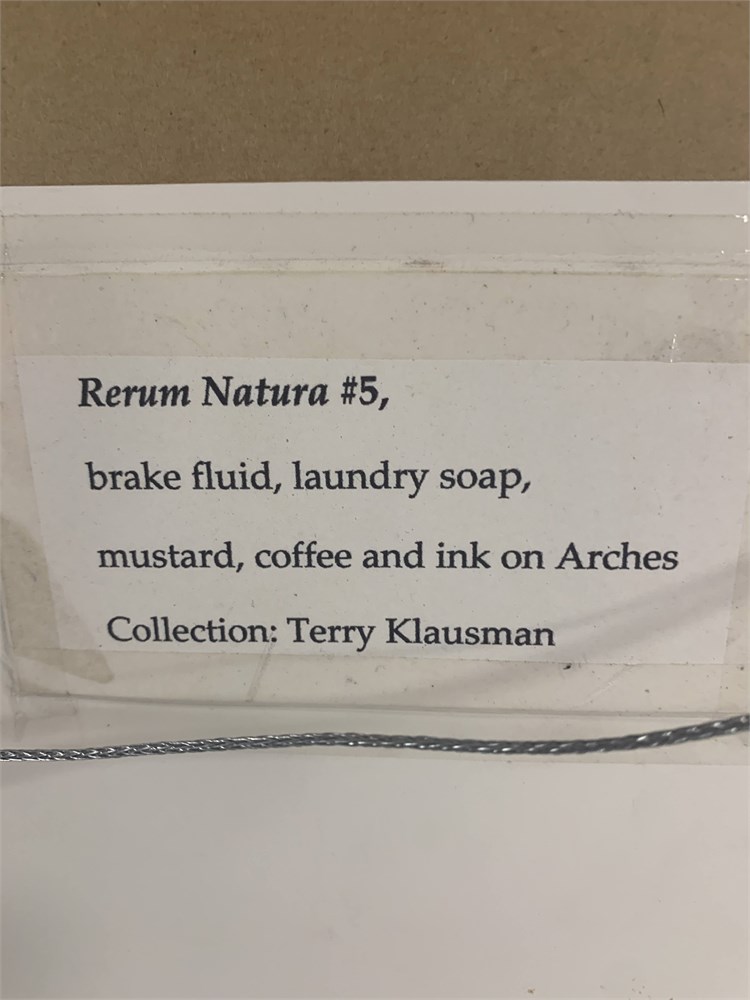 Rerum Natura #5,
brake fluid, laundry soap,
mustard, coffee and ink on Arches
Collection: Terry Klausman